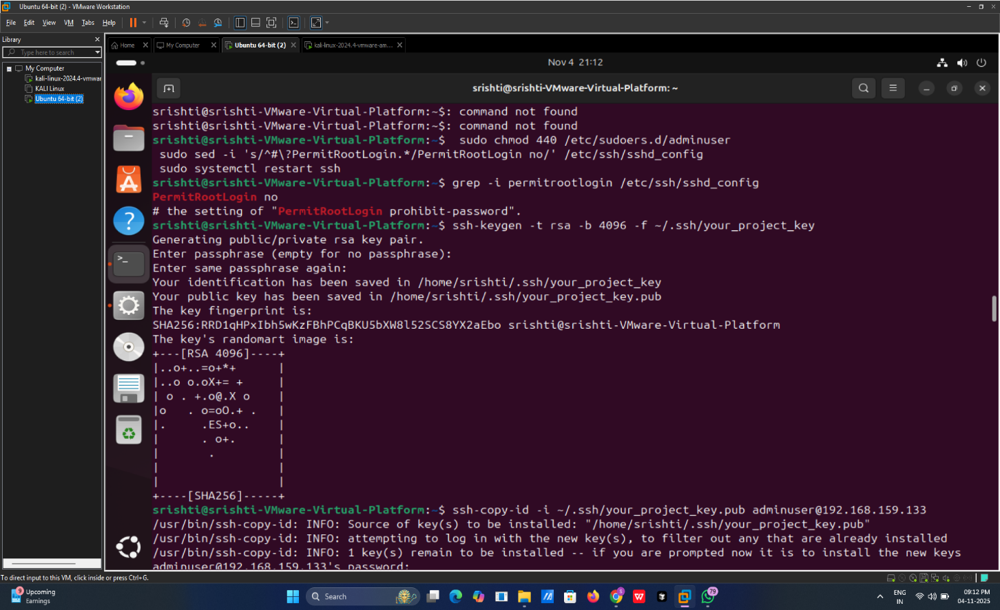 Ubuntu 64-bit (2) - VMware Workstation
File Edit View VM Tabs Help
Library
Type here to search
My Computer
kali-linux-2024.4-vmwar
KALI Linux
Ubuntu 64-bit (2)
Home
My Computer
Ubuntu 64-bit (2)
kali-linux-2024.4-vmware-am...
Nov 4 21:12
srishti@srishti-VMware-Virtual-Platform: ~
srishti@srishti-VMware-Virtual-Platform:~$: command not found
srishti@srishti-VMware-Virtual-Platform:~$: command not found
srishti@srishti-VMware-Virtual-Platform:~$  sudo chmod 440 /etc/sudoers.d/adminuser
 sudo sed -i 's/^#\?PermitRootLogin.*/PermitRootLogin no/' /etc/ssh/sshd_config
 sudo systemctl restart ssh
srishti@srishti-VMware-Virtual-Platform:~$ grep -i permitrootlogin /etc/ssh/sshd_config
PermitRootLogin no
# the setting of "PermitRootLogin prohibit-password".
srishti@srishti-VMware-Virtual-Platform:~$ ssh-keygen -t rsa -b 4096 -f ~/.ssh/your_project_key
Generating public/private rsa key pair.
Enter passphrase (empty for no passphrase):
Enter same passphrase again:
Your identification has been saved in /home/srishti/.ssh/your_project_key
Your public key has been saved in /home/srishti/.ssh/your_project_key.pub
The key fingerprint is:
SHA256:RRD1qHPxIbh5wKzFBhPCqBKU5bXW8l52SCS8YX2aEbo srishti@srishti-VMware-Virtual-Platform
The key's randomart image is:
+---[RSA 4096]----+
|..o+..=o+*+      |
|..o o.oX+= +     |
| o . +.o@.X o    |
|o   . o=oO.+ .   |
|.     .ES+o..    |
|      . o+.      |
|       .         |
|                 |
|                 |
+----[SHA256]-----+
srishti@srishti-VMware-Virtual-Platform:~$ ssh-copy-id -i ~/.ssh/your_project_key.pub adminuser@192.168.159.133
/usr/bin/ssh-copy-id: INFO: Source of key(s) to be installed: "/home/srishti/.ssh/your_project_key.pub"
/usr/bin/ssh-copy-id: INFO: attempting to log in with the new key(s), to filter out any that are already installed
/usr/bin/ssh-copy-id: INFO: 1 key(s) remain to be installed -- if you are prompted now it is to install the new keys
adminuser@192.168.159.133's password:
To direct input to this VM, click inside or press Ctrl+G.
9
Upcoming
Earnings
Search
S
W
79
ENG
IN
09:12 PM
04-11-2025